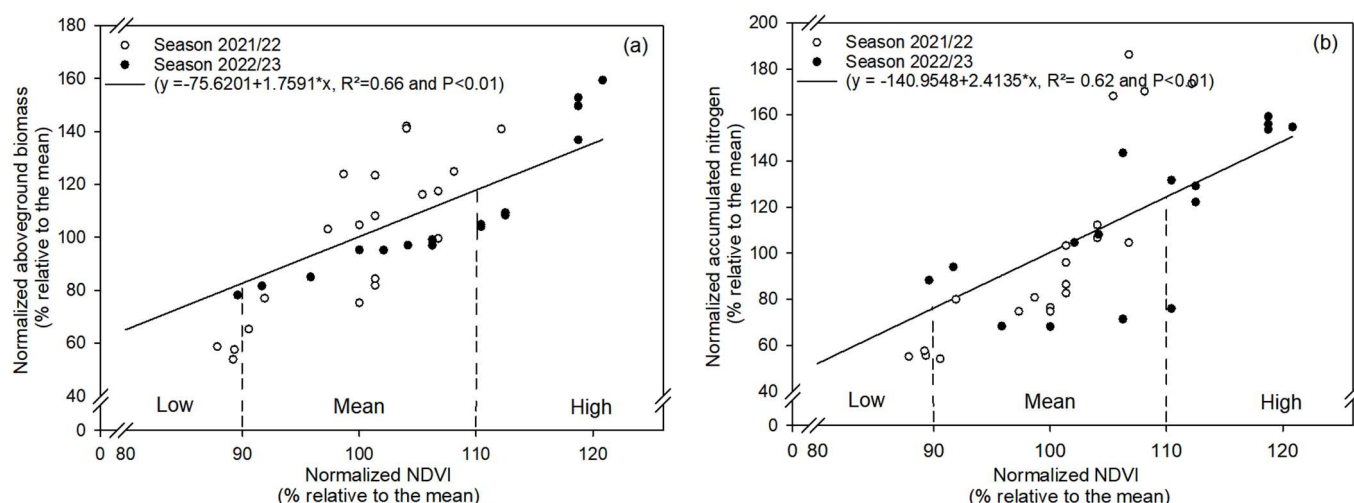 (a)
Season 2021/22
Season 2022/23
(y =-75.6201+1.7591*x, R²=0.66 and P<0.01)
Normalized aboveground biomass
(% relative to the mean)
180
160
140
120
100
80
60
40
0
Low Mean High
0 80 90 100 110 120
Normalized NDVI
(% relative to the mean)
(b)
Season 2021/22
Season 2022/23
(y = -140.9548+2.4135*x, R²= 0.62 and P<0.01)
Normalized accumulated nitrogen
(% relative to the mean)
200
180
160
140
120
100
80
60
40
0
Low Mean High
0 80 90 100 110 120
Normalized NDVI
(% relative to the mean)